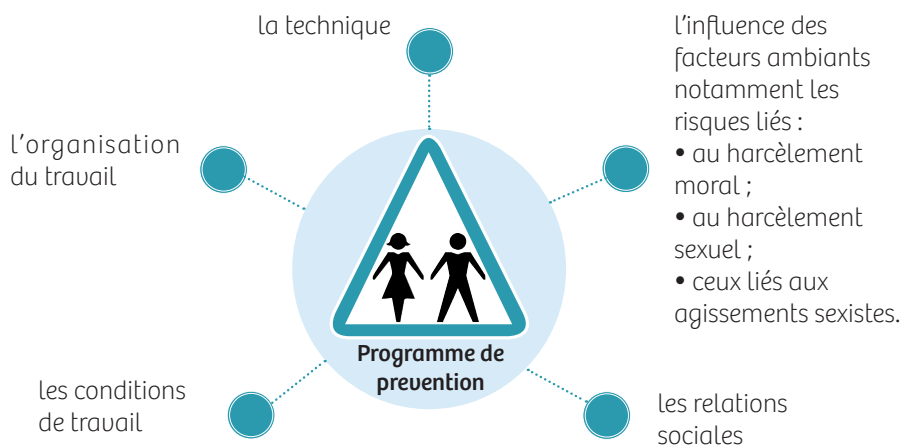 la technique
l'influence des
facteurs ambiants
notamment les
risques liés :
• au harcèlement
moral ;
• au harcèlement
sexuel ;
• ceux liés aux
agissements sexistes.
l'organisation
du travail
Programme de
prevention
les conditions
de travail
les relations
sociales